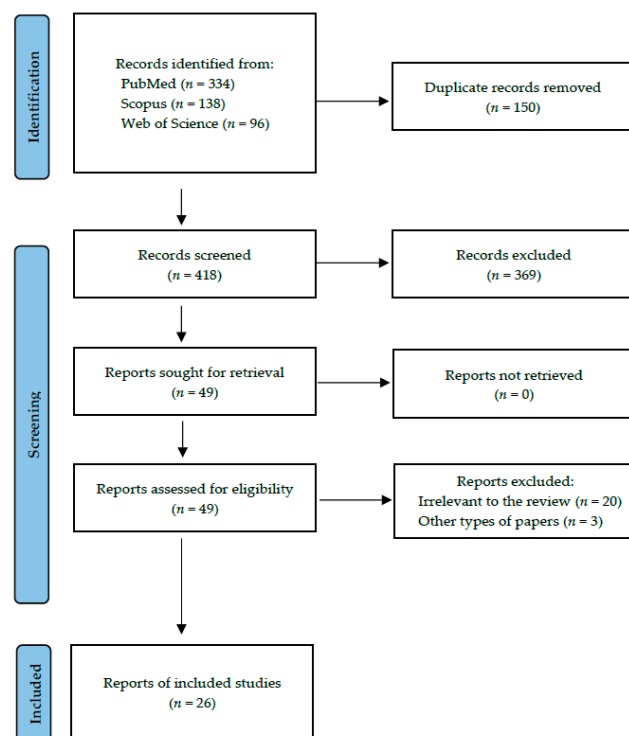 Identification
Records identified from:
PubMed (n = 334)
Scopus (n = 138)
Web of Science (n = 96)
Duplicate records removed
(n = 150)
Screening
Records screened
(n = 418)
Records excluded
(n = 369)
Reports sought for retrieval
(n = 49)
Reports not retrieved
(n = 0)
Reports assessed for eligibility
(n = 49)
Reports excluded:
Irrelevant to the review (n = 20)
Other types of papers (n = 3)
Included
Reports of included studies
(n = 26)